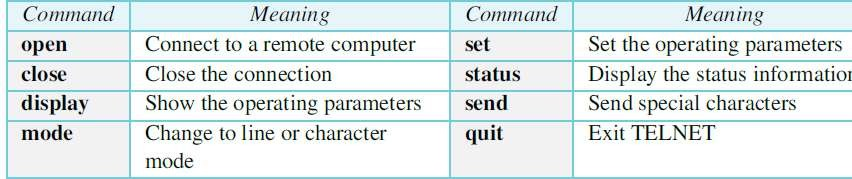 Command Meaning Command Meaning
open Connect to a remote computer set Set the operating parameters
close Close the connection status Display the status information
display Show the operating parameters send Send special characters
mode Change to line or character quit Exit TELNET
mode